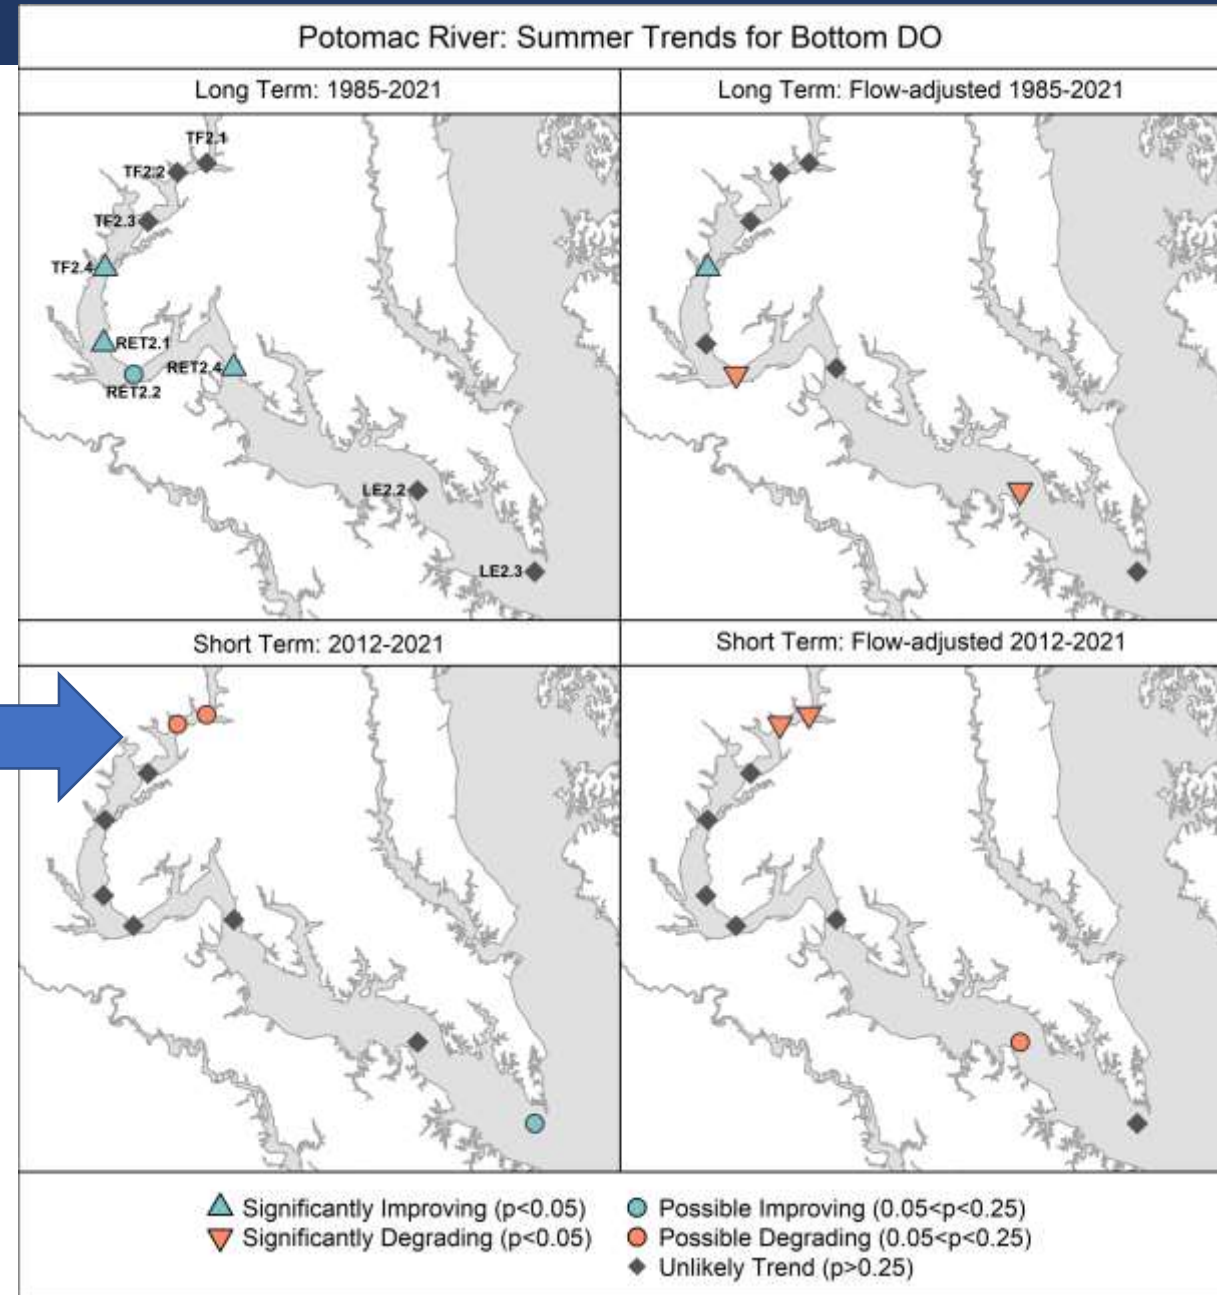 Potomac River: Summer Trends for Bottom DO
Long Term: 1985-2021
Long Term: Flow-adjusted 1985-2021
TF2.1
TF2.2
TF2.3
TF2.4
RET2.1
RET2.4
RET2.2
LE2.2
LE2.3
Short Term: 2012-2021
Short Term: Flow-adjusted 2012-2021
Significantly Improving (p<0.05)
Significantly Degrading (p<0.05)
Possible Improving (0.05<p<0.25)
Possible Degrading (0.05<p<0.25)
Unlikely Trend (p>0.25)